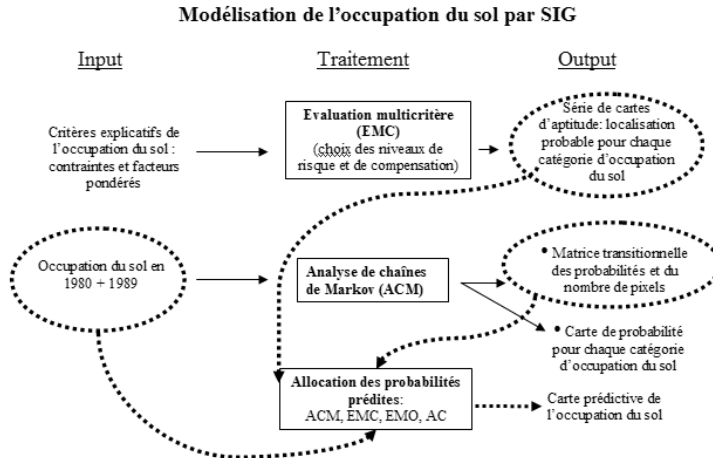 Modélisation de l'occupation du sol par SIG
Input
Traitement
Output
Critères explicatifs de
l'occupation du sol :
contraintes et facteurs
pondérés
Evaluation multicritère
(EMC)
(choix des niveaux de
risque et de compensation)
Série de cartes
d'aptitude: localisation
probable pour chaque
catégorie d'occupation
du sol
Occupation du sol en
1980 + 1989
Analyse de chaînes
de Markov (ACM)
• Matrice transitionnelle
des probabilités et du
nombre de pixels
• Carte de probabilité
pour chaque catégorie
d'occupation du sol
Allocation des probabilités
prédites:
ACM, EMC, EMO, AC
Carte prédictive de
l'occupation du sol